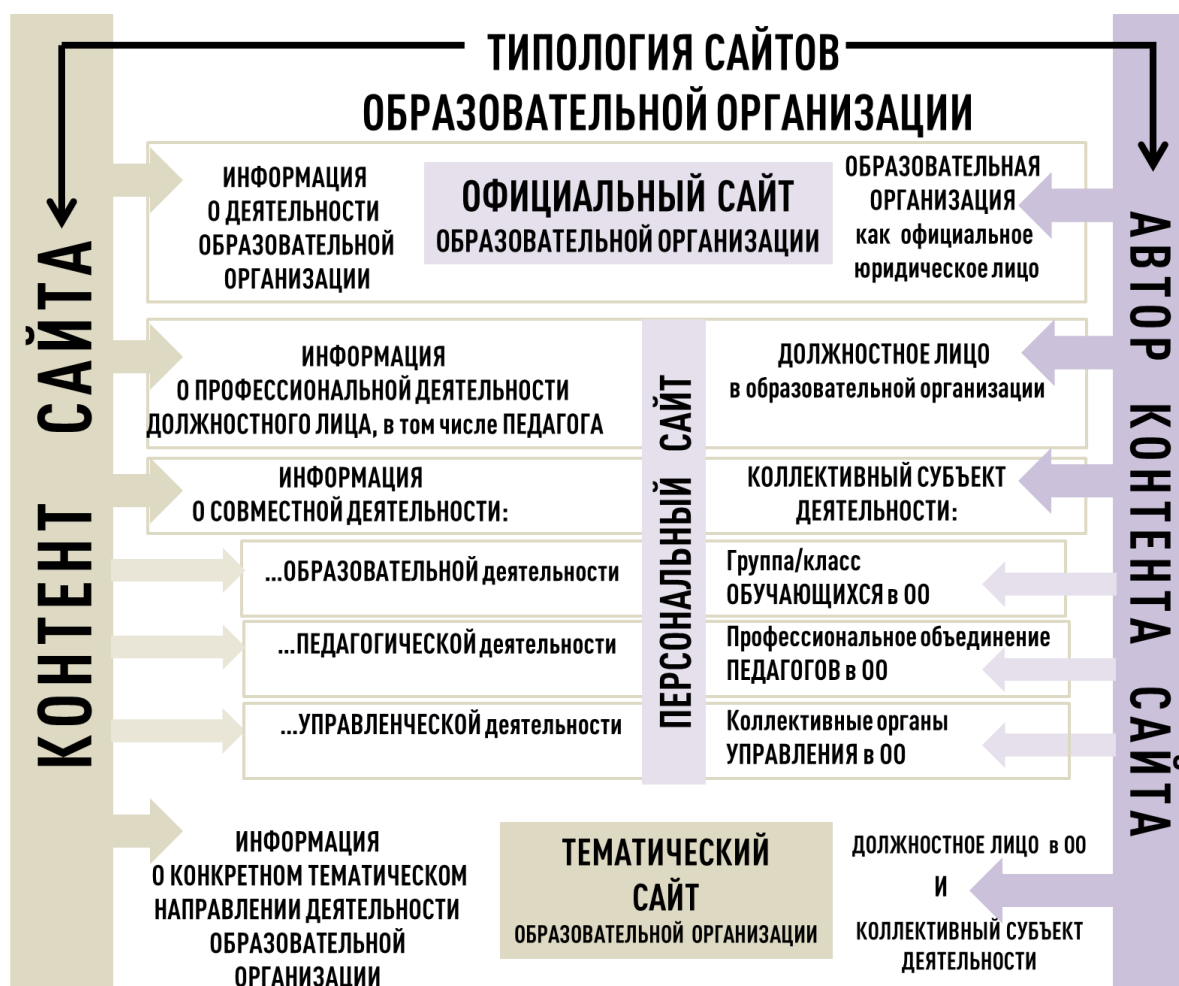 ТИПОЛОГИЯ САЙТОВ
ОБРАЗОВАТЕЛЬНОЙ ОРГАНИЗАЦИИ
КОНТЕНТ САЙТА
АВТОР КОНТЕНТА САЙТА
ИНФОРМАЦИЯ
О ДЕЯТЕЛЬНОСТИ
ОБРАЗОВАТЕЛЬНОЙ
ОРГАНИЗАЦИИ
ОФИЦИАЛЬНЫЙ САЙТ
ОБРАЗОВАТЕЛЬНОЙ ОРГАНИЗАЦИИ
ОБРАЗОВАТЕЛЬНАЯ
ОРГАНИЗАЦИЯ
как официальное
юридическое лицо
ПЕРСОНАЛЬНЫЙ САЙТ
ИНФОРМАЦИЯ
О ПРОФЕССИОНАЛЬНОЙ ДЕЯТЕЛЬНОСТИ
ДОЛЖНОСТНОГО ЛИЦА, в том числе ПЕДАГОГА
ДОЛЖНОСТНОЕ ЛИЦО
в образовательной организации
ИНФОРМАЦИЯ
О СОВМЕСТНОЙ ДЕЯТЕЛЬНОСТИ:
КОЛЛЕКТИВНЫЙ СУБЪЕКТ
ДЕЯТЕЛЬНОСТИ:
...ОБРАЗОВАТЕЛЬНОЙ деятельности
Группа/класс
ОБУЧАЮЩИХСЯ в ОО
...ПЕДАГОГИЧЕСКОЙ деятельности
Профессиональное объединение
ПЕДАГОГОВ в ОО
...УПРАВЛЕНЧЕСКОЙ деятельности
Коллективные органы
УПРАВЛЕНИЯ в ОО
ИНФОРМАЦИЯ
О КОНКРЕТНОМ ТЕМАТИЧЕСКОМ
НАПРАВЛЕНИИ ДЕЯТЕЛЬНОСТИ
ОБРАЗОВАТЕЛЬНОЙ
ОРГАНИЗАЦИИ
ТЕМАТИЧЕСКИЙ
САЙТ
ОБРАЗОВАТЕЛЬНОЙ ОРГАНИЗАЦИИ
ДОЛЖНОСТНОЕ ЛИЦО в ОО
И
КОЛЛЕКТИВНЫЙ СУБЪЕКТ
ДЕЯТЕЛЬНОСТИ